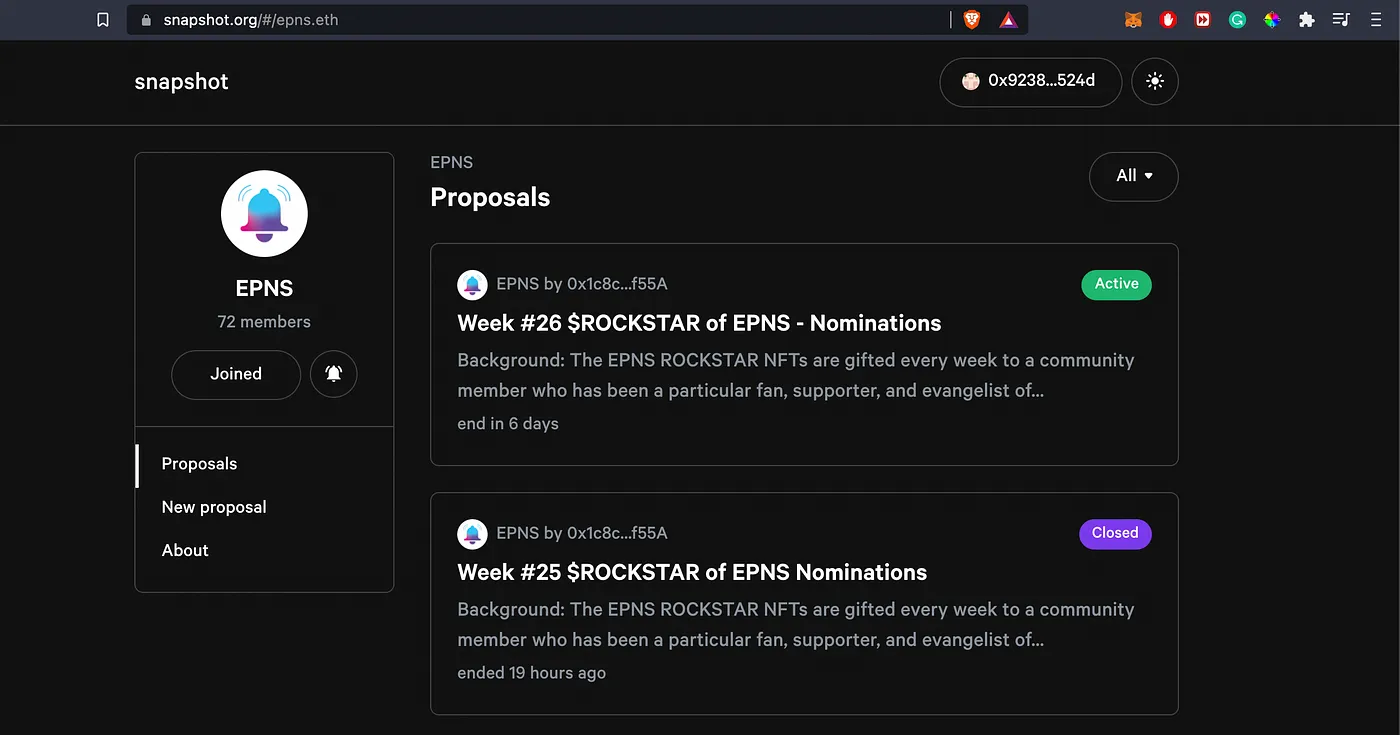 snapshot.org/#/epns.eth
snapshot
0x9238...524d
EPNS
72 members
Joined
Proposals
New proposal
About
EPNS
Proposals
All
EPNS by 0x1c8c...f55A
Active
Week #26 $ROCKSTAR of EPNS - Nominations
Background: The EPNS ROCKSTAR NFTs are gifted every week to a community
member who has been a particular fan, supporter, and evangelist of...
end in 6 days
EPNS by 0x1c8c...f55A
Closed
Week #25 $ROCKSTAR of EPNS Nominations
Background: The EPNS ROCKSTAR NFTs are gifted every week to a community
member who has been a particular fan, supporter, and evangelist of...
ended 19 hours ago